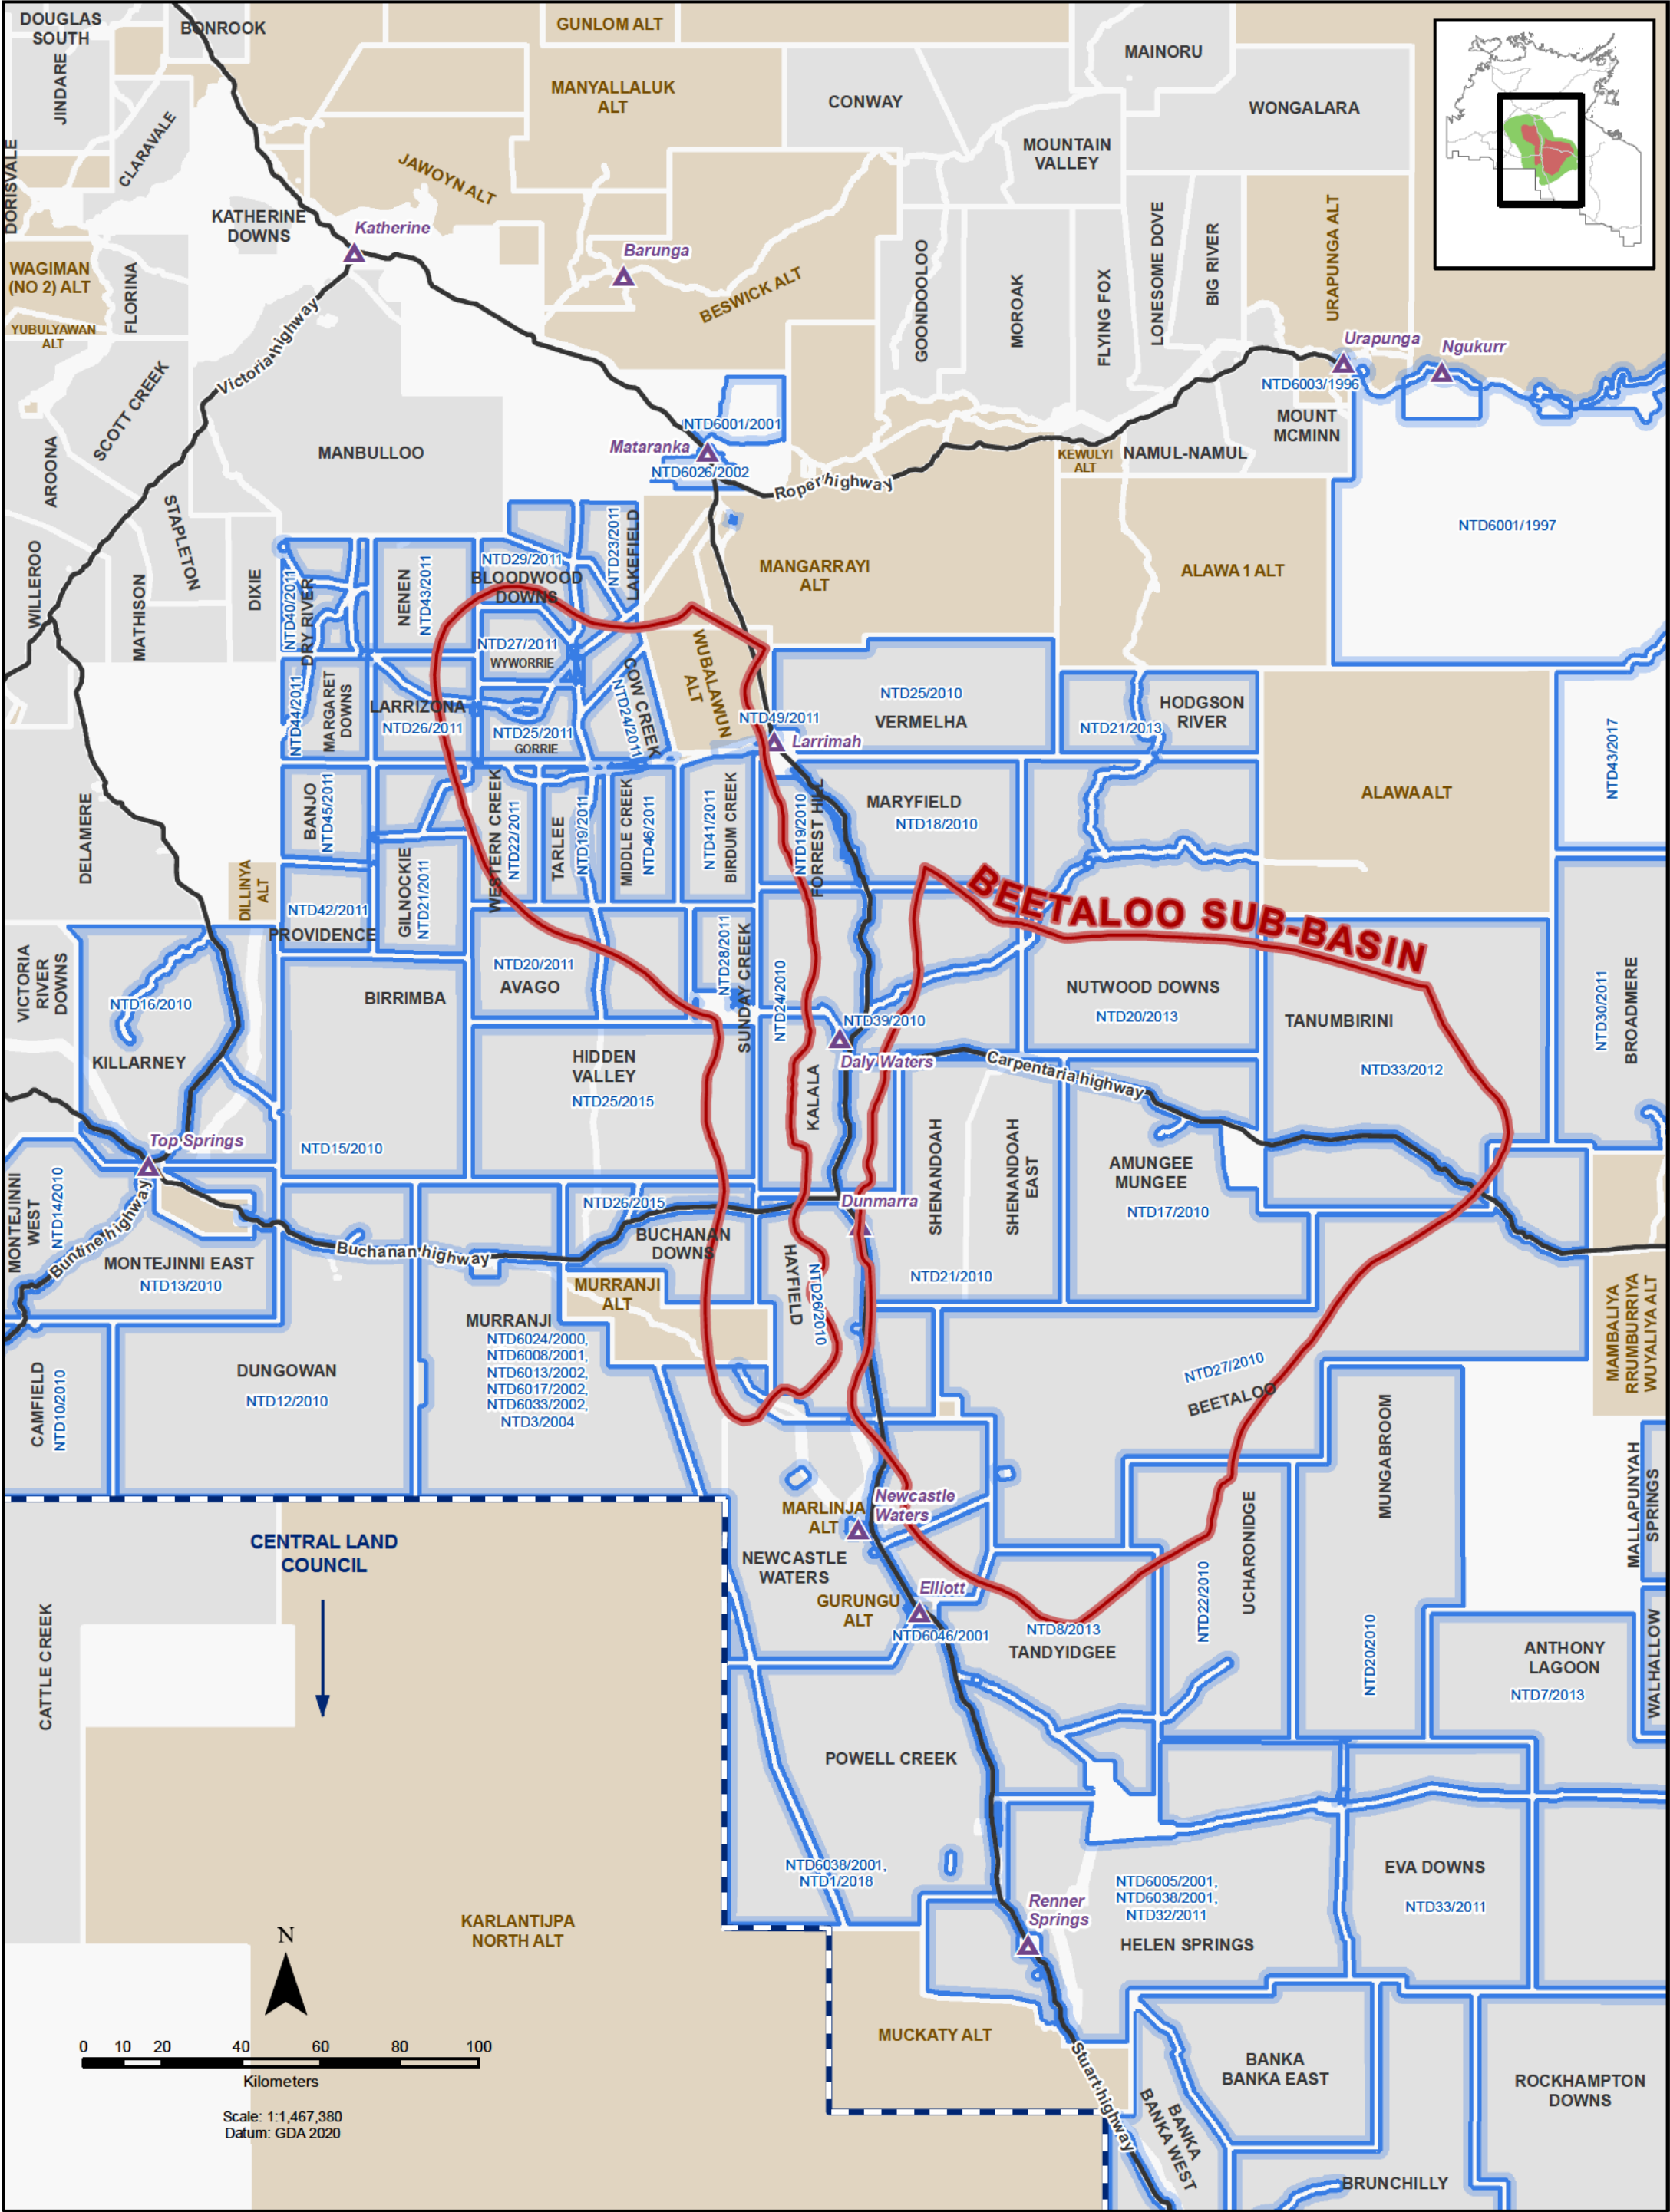 DOUGLAS
SOUTH
BONROOK
GUNLOM ALT
MAINORU
JINDARE
MANYALLALUK
ALT
CONWAY
WONGALARA
CLARAVALE
MOUNTAIN
VALLEY
DORISVALE
JAWOYN ALT
KATHERINE
DOWNS
Katherine
Barunga
BESWICK ALT
GOONDOOLOO
MOROAK
FLYING FOX
LONESOME DOVE
BIG RIVER
URAPUNGA ALT
WAGIMAN
(NO 2) ALT
FLORINA
YUBULYAWAN
ALT
Victoria highway
Urapunga
Ngukurr
NTD6003/1996
SCOTT CREEK
NTD6001/2001
MOUNT
MCMINN
AROONA
MANBULLOO
Mataranka
NTD6026/2002
Roper highway
KEWULYI
ALT
NAMUL-NAMUL
STAPLETON
NTD6001/1997
WILLEROO
MATHISON
DIXIE
NTD40/2011
DRY RIVER
NENEN
NTD43/2011
NTD29/2011
BLOODWOOD
DOWNS
NTD23/2011
LAKEFIELD
MANGARRAYI
ALT
ALAWA 1 ALT
NTD27/2011
WYWORRIE
WUBALAWUN
ALT
NTD44/2011
MARGARET
DOWNS
LARRIZONA
NTD26/2011
NTD25/2011
GORRIE
COW CREEK
NTD24/2011
NTD25/2010
VERMELHA
NTD49/2011
Larrimah
HODGSON
RIVER
NTD21/2013
NTD43/2017
DELAMERE
BANJO
NTD45/2011
WESTERN CREEK
NTD22/2011
TARLEE
NTD19/2011
MIDDLE CREEK
NTD46/2011
NTD41/2011
BIRDUM CREEK
NTD19/2010
FORREST HILL
MARYFIELD
NTD18/2010
ALAWA ALT
DILLINYA
ALT
GILNOCKIE
NTD21/2011
NTD42/2011
PROVIDENCE
BEETALOO SUB-BASIN
VICTORIA
RIVER
DOWNS
NTD16/2010
KILLARNEY
BIRRIMBA
NTD20/2011
AVAGO
NTD28/2011
SUNDAY CREEK
NTD24/2010
NTD39/2010
Daly Waters
NUTWOOD DOWNS
NTD20/2013
TANUMBIRINI
NTD33/2012
NTD30/2011
BROADMERE
HIDDEN
VALLEY
NTD25/2015
KALALA
Carpentaria highway
Top Springs
NTD15/2010
SHENANDOAH
SHENANDOAH
EAST
AMUNGEE
MUNGEE
NTD17/2010
MONTEJINNI
WEST
NTD14/2010
Buntine highway
NTD26/2015
BUCHANAN
DOWNS
Dunmarra
MONTEJINNI EAST
NTD13/2010
Buchanan highway
MURRANJI
ALT
HAYFIELD
NTD26/2010
NTD21/2010
MAMBALIYA
RRUMBURRIYA
WUYALIYA ALT
CAMFIELD
NTD10/2010
DUNGOWAN
NTD12/2010
MURRANJI
NTD6024/2000,
NTD6008/2001,
NTD6013/2002,
NTD6017/2002,
NTD6033/2002,
NTD3/2004
NTD27/2010
BEETALOO
MUNGABROOM
MALLAPUNYAH
SPRINGS
CENTRAL LAND
COUNCIL
MARLINJA
ALT
Newcastle
Waters
NEWCASTLE
WATERS
UCHARONIDGE
NTD22/2010
GURUNGU
ALT
Elliott
NTD6046/2001
NTD8/2013
TANDYIDGEE
NTD20/2010
ANTHONY
LAGOON
NTD7/2013
WALHALLOW
CATTLE CREEK
POWELL CREEK
NTD6038/2001,
NTD1/2018
NTD6005/2001,
NTD6038/2001,
NTD32/2011
EVA DOWNS
NTD33/2011
KARLANTIJPA
NORTH ALT
Renner
Springs
HELEN SPRINGS
N
MUCKATY ALT
0 10 20 40 60 80 100
Kilometers
Scale: 1:1,467,380
Datum: GDA 2020
Stuart highway
BANKA
BANKA EAST
BANKA
BANKA WEST
ROCKHAMPTON
DOWNS
BRUNCHILLY